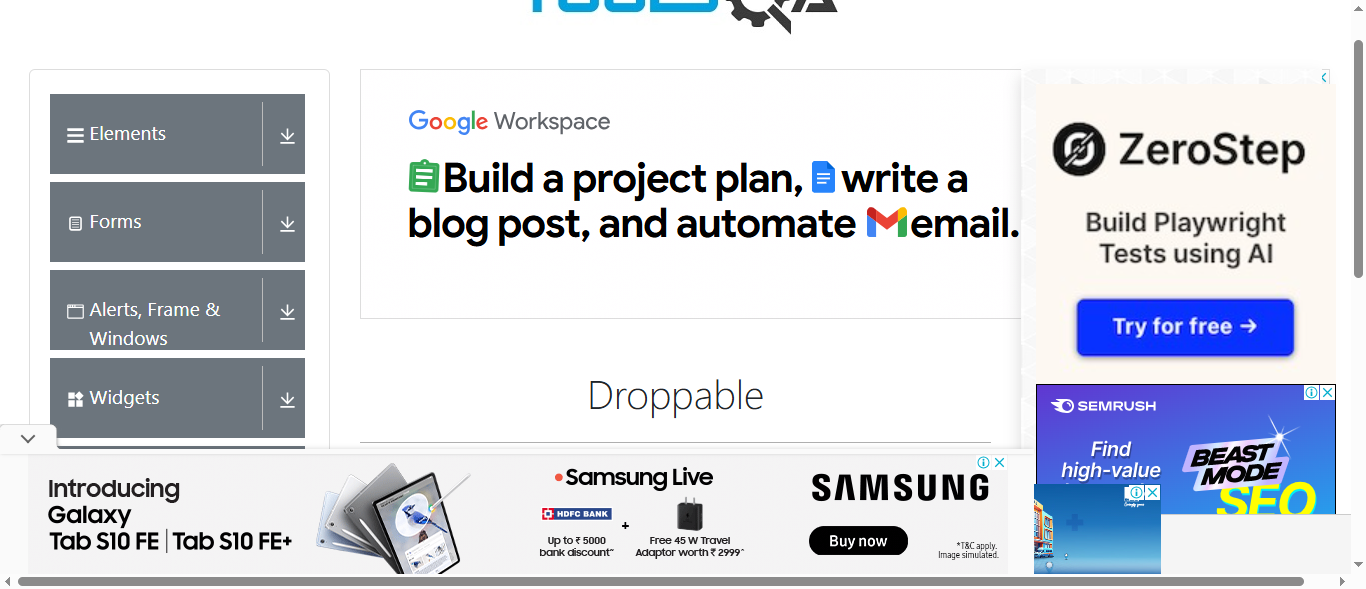 Elements
Forms
Alerts, Frame &
Windows
Widgets
Google Workspace
Build a project plan, write a
blog post, and automate email.
Droppable
ZeroStep
Build Playwright
Tests using AI
Try for free →
SEMRUSH
Find
high-value
BEAST
MODE
SEO
Introducing
Galaxy
Tab S10 FE | Tab S10 FE+
Samsung Live
HDFC BANK
+
Up to ₹ 5000
bank discount**
Free 45 W Travel
Adaptor worth ₹ 2999^
SAMSUNG
Buy now
*T&C apply.
Image simulated.